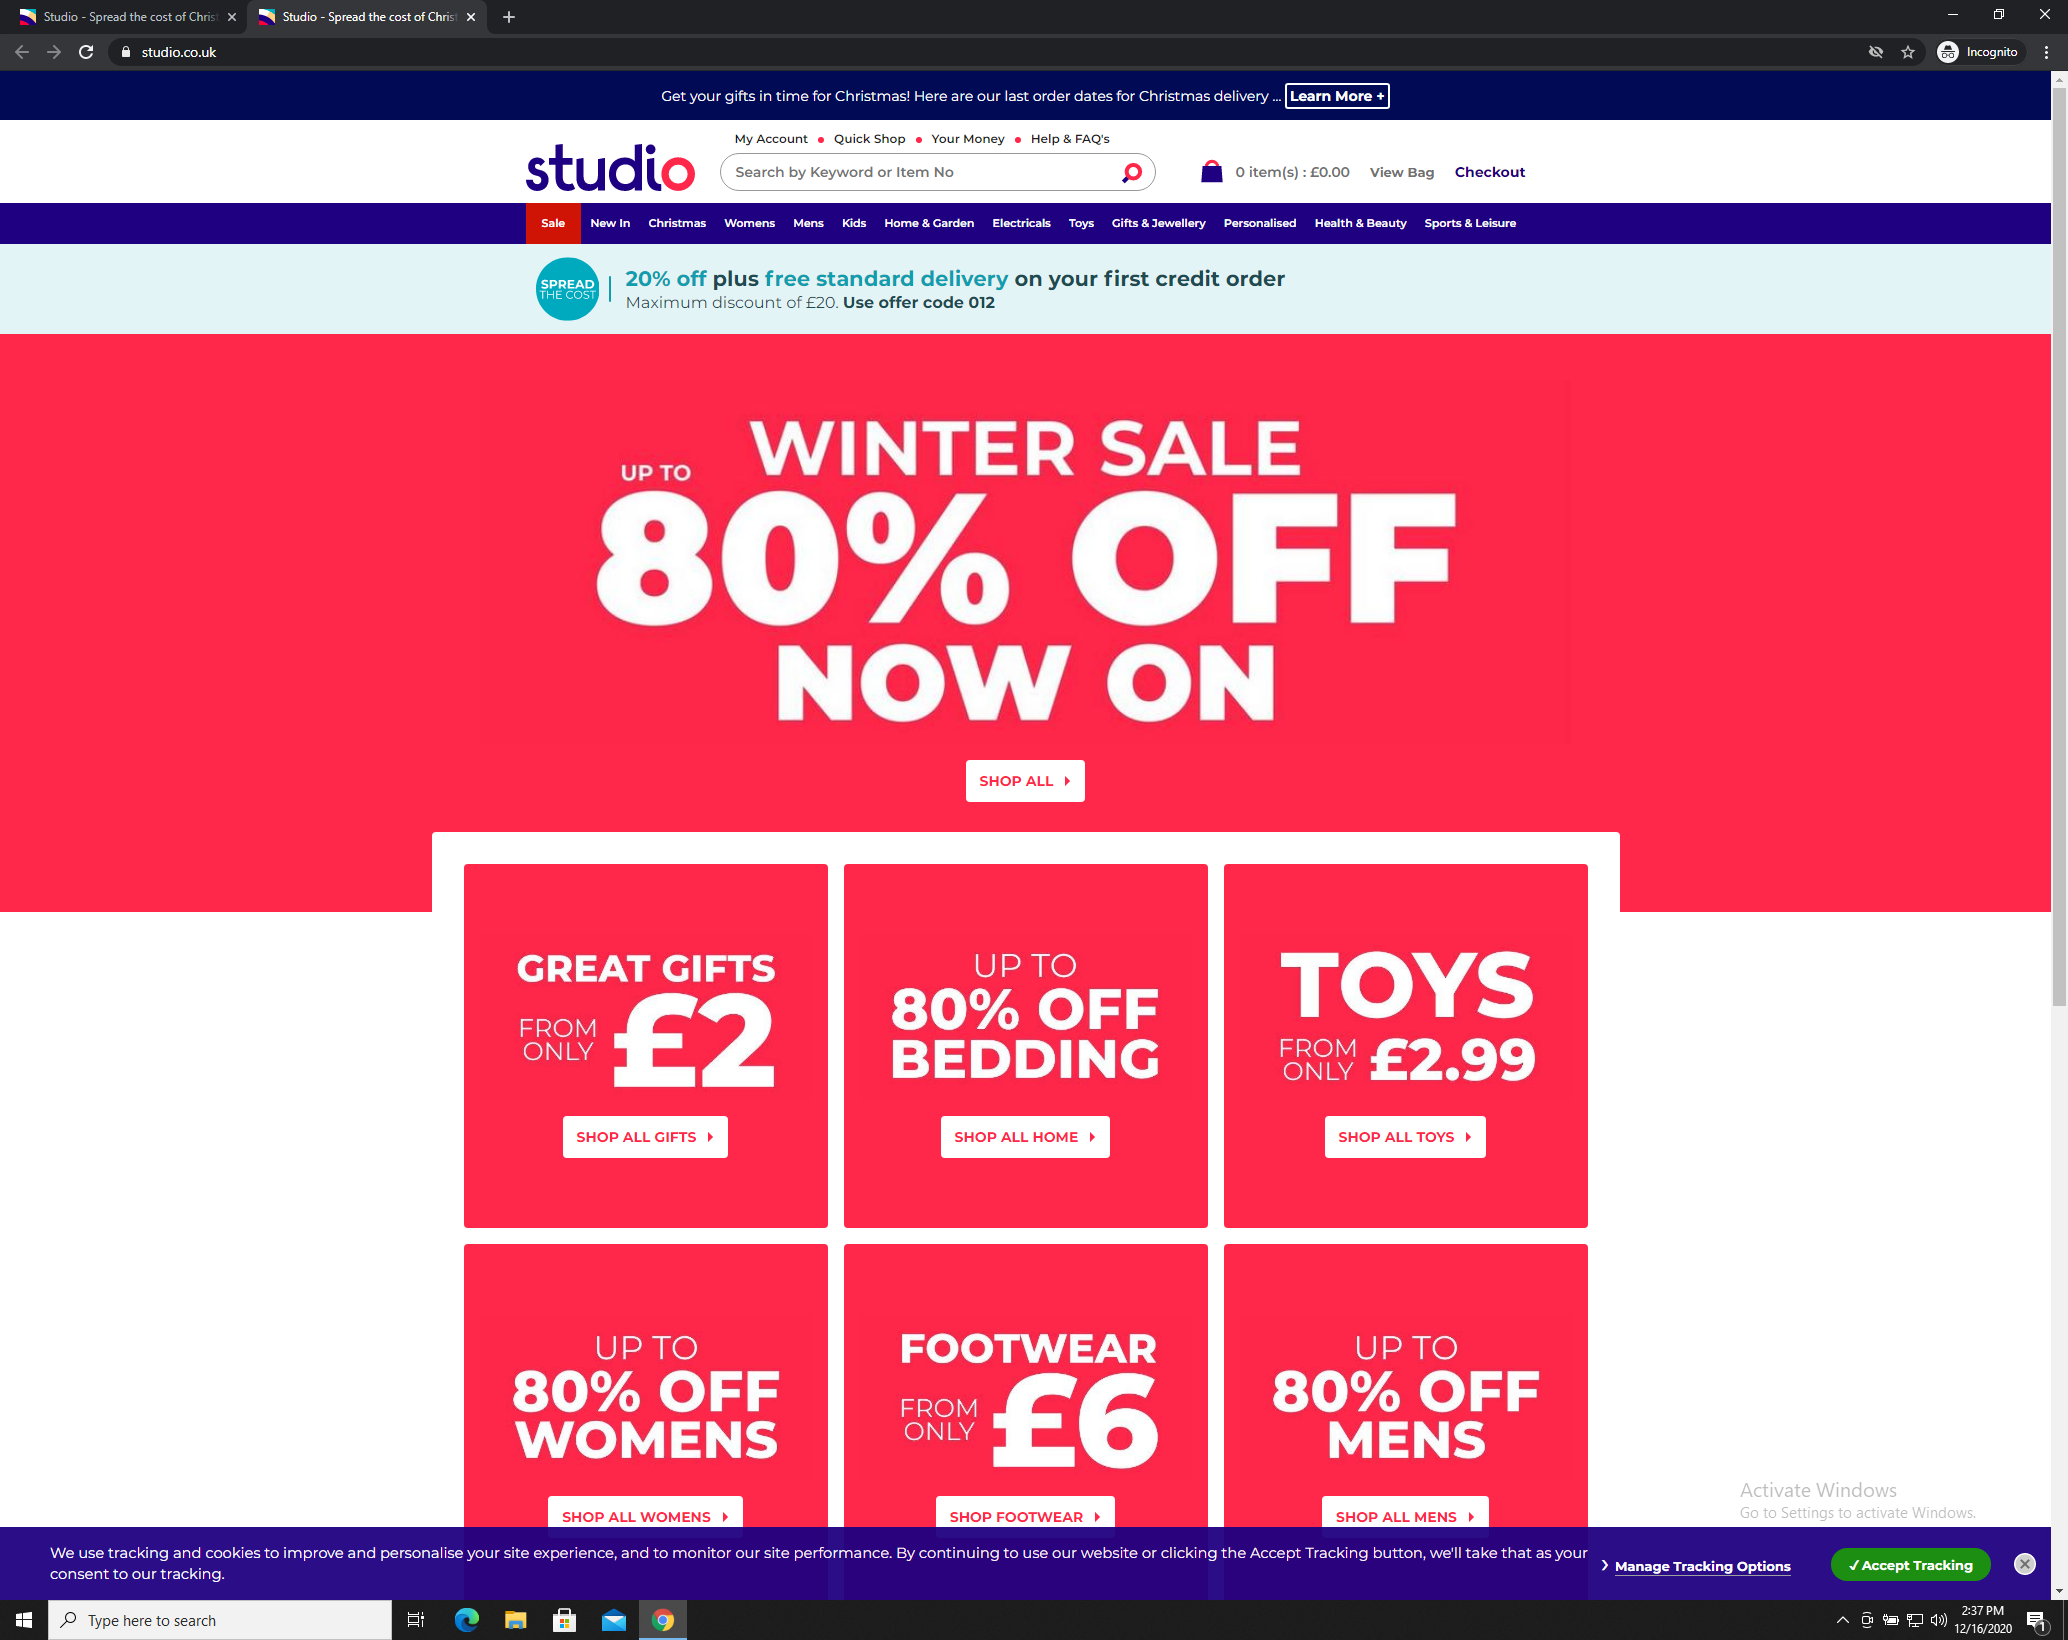 Studio - Spread the cost of Christ
Studio - Spread the cost of Christ
studio.co.uk
Incognito
Get your gifts in time for Christmas! Here are our last order dates for Christmas delivery ... Learn More +
My Account Quick Shop Your Money Help & FAQ's
studio
Search by Keyword or Item No
0 item(s) : £0.00 View Bag Checkout
Sale New In Christmas Womens Mens Kids Home & Garden Electricals Toys Gifts & Jewellery Personalised Health & Beauty Sports & Leisure
SPREAD
THE COST
20% off plus free standard delivery on your first credit order
Maximum discount of £20. Use offer code 012
WINTER SALE
UP TO
80% OFF
NOW ON
SHOP ALL
GREAT GIFTS
FROM
ONLY
£2
SHOP ALL GIFTS
UP TO
80% OFF
BEDDING
SHOP ALL HOME
TOYS
FROM
ONLY
£2.99
SHOP ALL TOYS
UP TO
80% OFF
WOMENS
SHOP ALL WOMENS
FOOTWEAR
FROM
ONLY
£6
SHOP FOOTWEAR
UP TO
80% OFF
MENS
SHOP ALL MENS
Activate Windows
Go to Settings to activate Windows.
We use tracking and cookies to improve and personalise your site experience, and to monitor our site performance. By continuing to use our website or clicking the Accept Tracking button, we'll take that as your
consent to our tracking.
Manage Tracking Options
✓ Accept Tracking
Type here to search
2:37 PM
12/16/2020
1